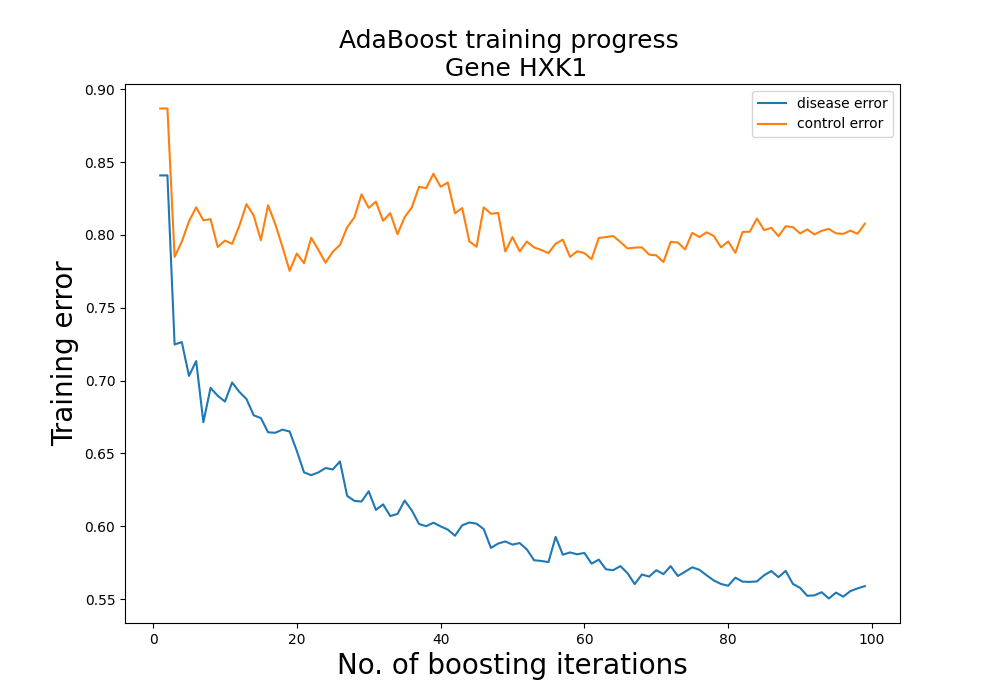 AdaBoost training progress
Gene HXK1
disease error
control error
Training error
0.90
0.85
0.80
0.75
0.70
0.65
0.60
0.55
0 20 40 60 80 100
No. of boosting iterations